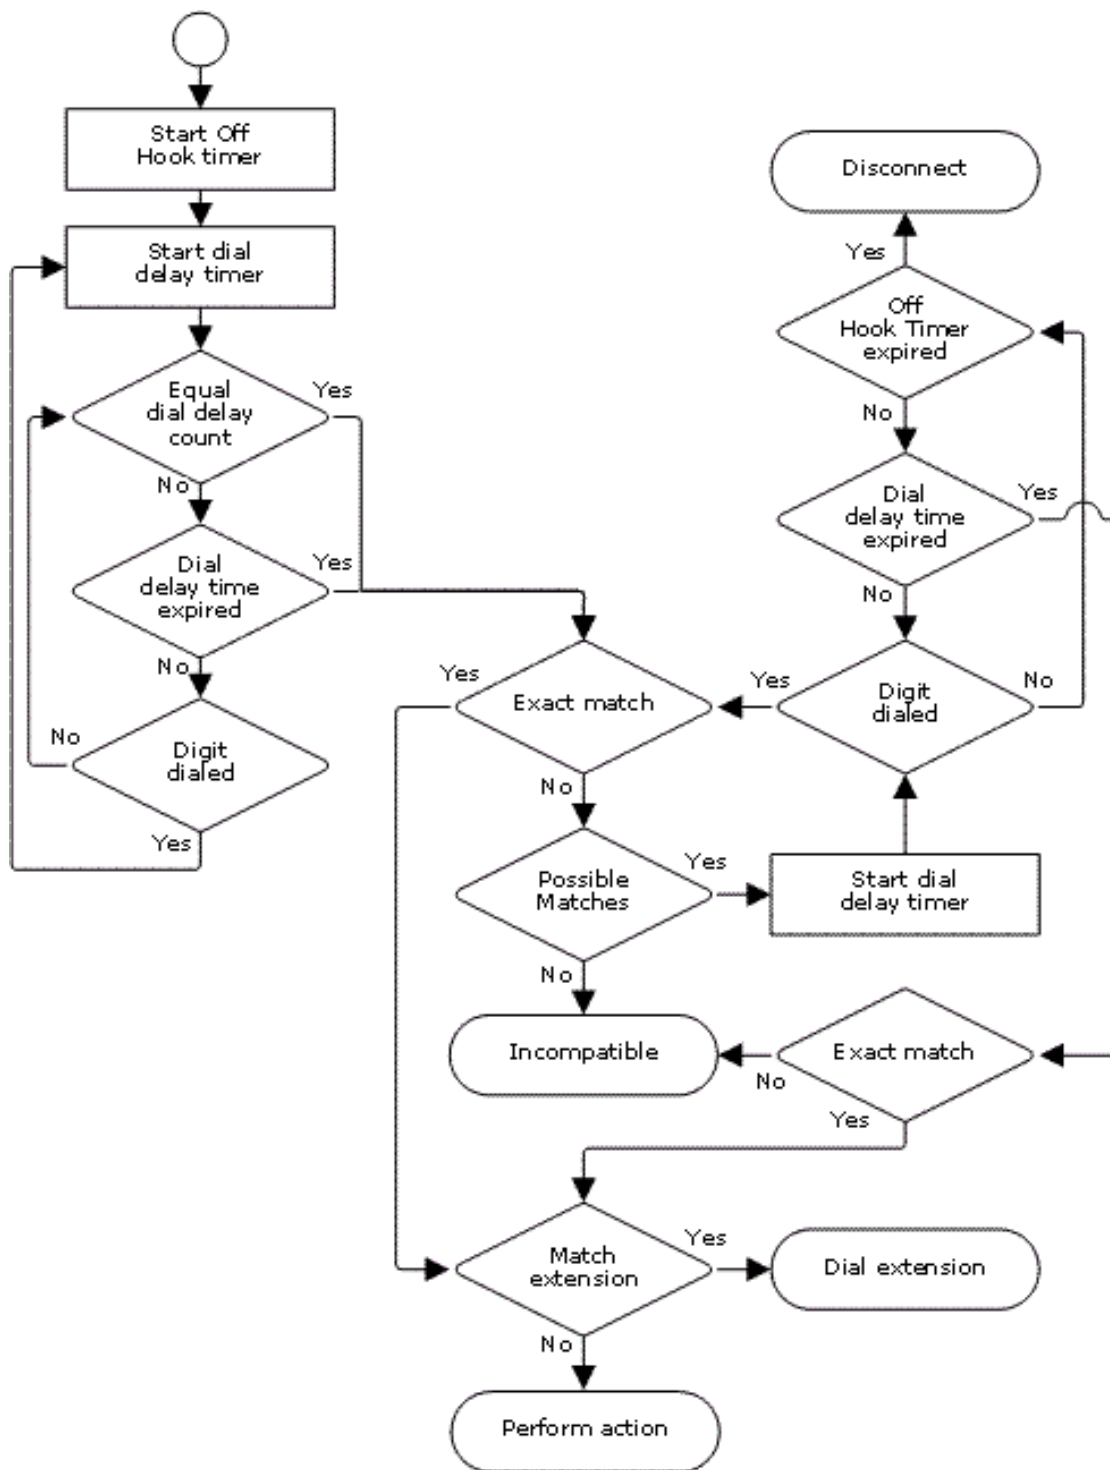 Start Off
Hook timer
Start dial
delay timer
Equal
dial delay
count
Yes
No
Dial
delay time
expired
Yes
No
Digit
dialed
No
Yes
Disconnect
Yes
Off
Hook Timer
expired
No
Dial
delay time
expired
Yes
No
Digit
dialed
Yes
No
Exact match
Yes
No
Possible
Matches
Yes
No
Start dial
delay timer
Incompatible
Exact match
No
Yes
Match
extension
Yes
No
Dial extension
Perform action